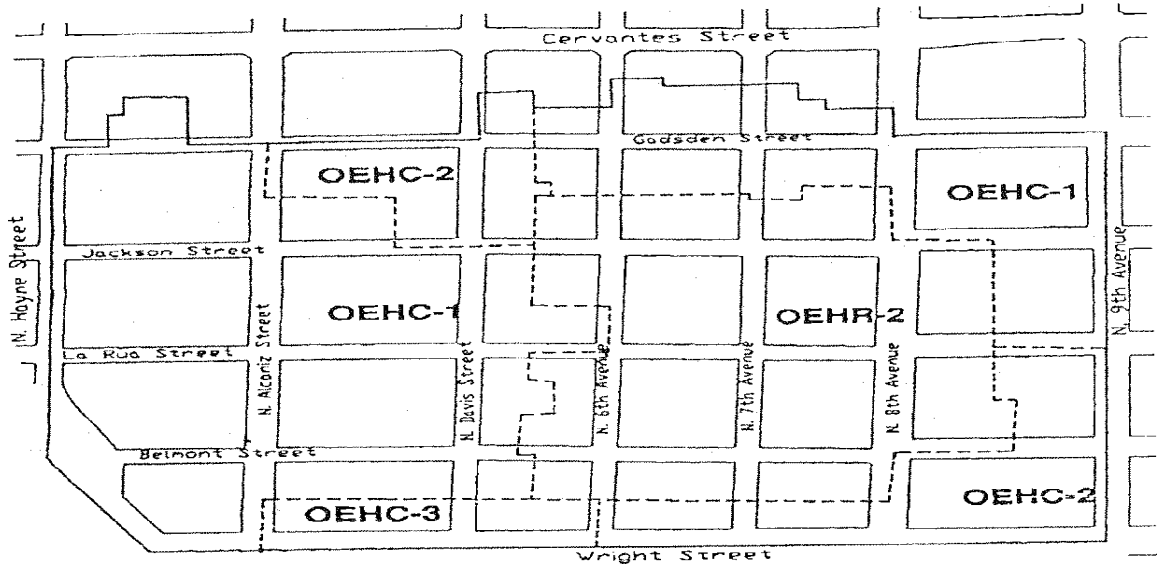 Cervantes Street
Gadsden Street
OEHC-2
OEHC-1
N. Hayne Street
Jackson Street
N. 9th Avenue
OEHC-1
OEHR-2
N. Alcaniz Street
La Rua Street
N. Davis Street
N. 6th Avenue
N. 7th Avenue
N. 8th Avenue
Belmont Street
OEHC-3
OEHC-2
Wright Street